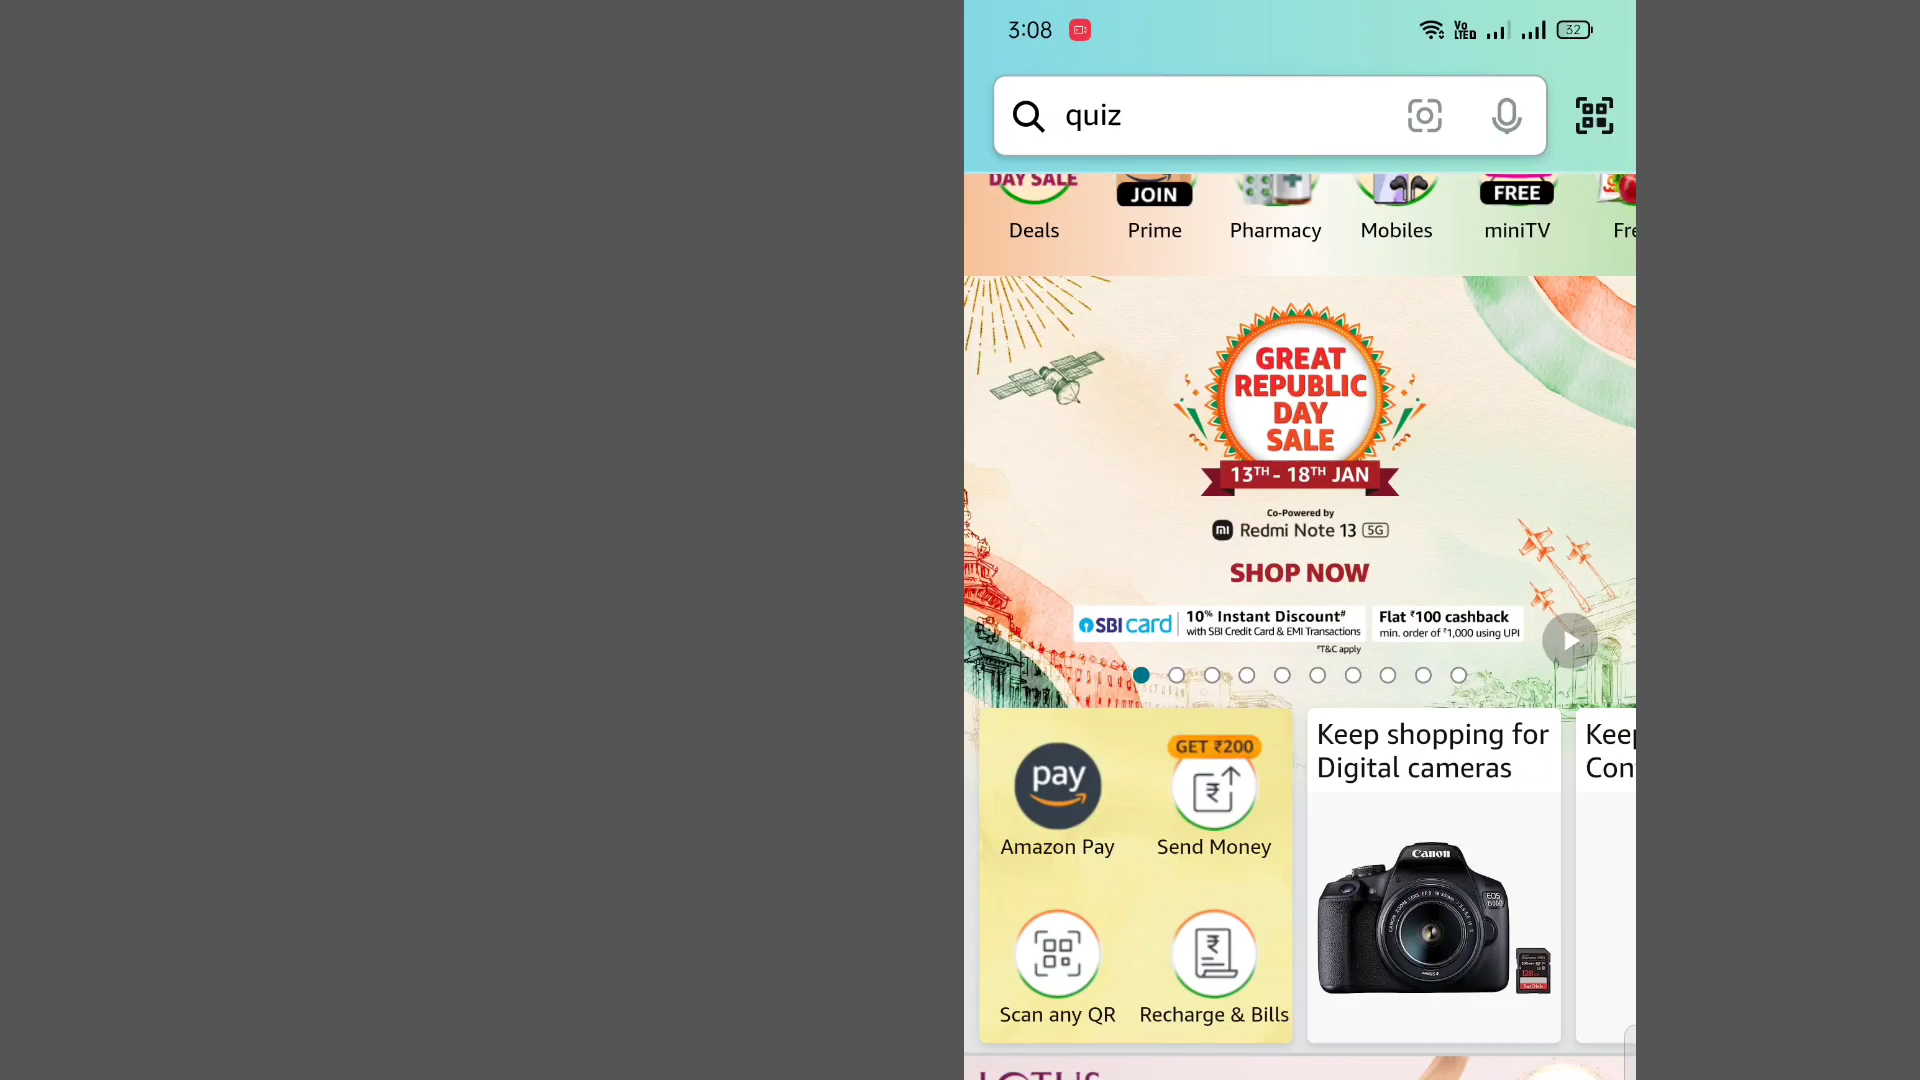 3:08
Vo
LTE
32
quiz
DAY SALE
JOIN
FREE
Deals
Prime
Pharmacy
Mobiles
miniTV
Fre
GREAT
REPUBLIC
DAY
SALE
13TH - 18TH JAN
Co-Powered by
mi Redmi Note 13 5G
SHOP NOW
SBI card
10% Instant Discount#
with SBI Credit Card & EMI Transactions
Flat ₹100 cashback
min. order of ₹1,000 using UPI
#T&C apply
pay
GET ₹200
Amazon Pay
Send Money
Scan any QR
Recharge & Bills
Keep shopping for
Digital cameras
Canon
EOS
Keep
Con